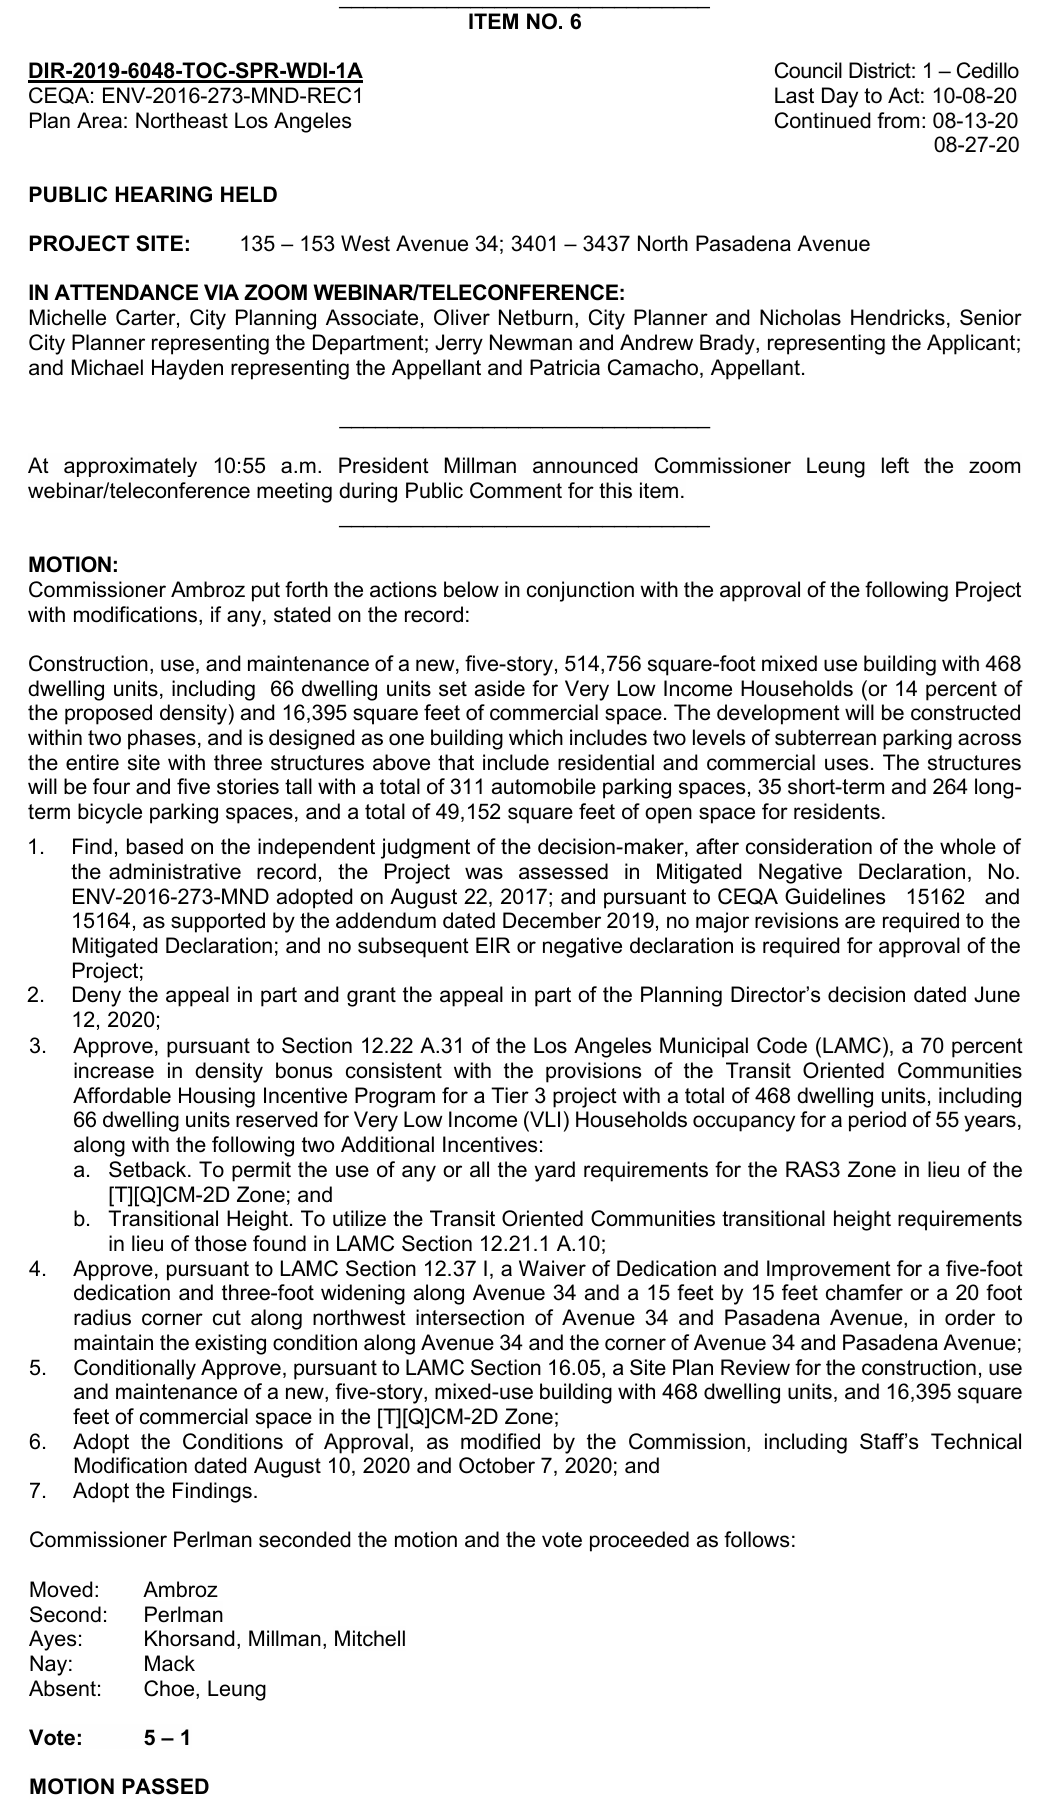 ITEM NO. 6
DIR-2019-6048-TOC-SPR-WDI-1A
Council District: 1 – Cedillo
CEQA: ENV-2016-273-MND-REC1
Last Day to Act: 10-08-20
Plan Area: Northeast Los Angeles
Continued from: 08-13-20
08-27-20
PUBLIC HEARING HELD
PROJECT SITE: 135 – 153 West Avenue 34; 3401 – 3437 North Pasadena Avenue
IN ATTENDANCE VIA ZOOM WEBINAR/TELECONFERENCE:
Michelle Carter, City Planning Associate, Oliver Netburn, City Planner and Nicholas Hendricks, Senior
City Planner representing the Department; Jerry Newman and Andrew Brady, representing the Applicant;
and Michael Hayden representing the Appellant and Patricia Camacho, Appellant.
At approximately 10:55 a.m. President Millman announced Commissioner Leung left the zoom
webinar/teleconference meeting during Public Comment for this item.
MOTION:
Commissioner Ambroz put forth the actions below in conjunction with the approval of the following Project
with modifications, if any, stated on the record:
Construction, use, and maintenance of a new, five-story, 514,756 square-foot mixed use building with 468
dwelling units, including 66 dwelling units set aside for Very Low Income Households (or 14 percent of
the proposed density) and 16,395 square feet of commercial space. The development will be constructed
within two phases, and is designed as one building which includes two levels of subterrean parking across
the entire site with three structures above that include residential and commercial uses. The structures
will be four and five stories tall with a total of 311 automobile parking spaces, 35 short-term and 264 long-
term bicycle parking spaces, and a total of 49,152 square feet of open space for residents.
1. Find, based on the independent judgment of the decision-maker, after consideration of the whole of
the administrative record, the Project was assessed in Mitigated Negative Declaration, No.
ENV-2016-273-MND adopted on August 22, 2017; and pursuant to CEQA Guidelines 15162 and
15164, as supported by the addendum dated December 2019, no major revisions are required to the
Mitigated Declaration; and no subsequent EIR or negative declaration is required for approval of the
Project;
2. Deny the appeal in part and grant the appeal in part of the Planning Director’s decision dated June
12, 2020;
3. Approve, pursuant to Section 12.22 A.31 of the Los Angeles Municipal Code (LAMC), a 70 percent
increase in density bonus consistent with the provisions of the Transit Oriented Communities
Affordable Housing Incentive Program for a Tier 3 project with a total of 468 dwelling units, including
66 dwelling units reserved for Very Low Income (VLI) Households occupancy for a period of 55 years,
along with the following two Additional Incentives:
a. Setback. To permit the use of any or all the yard requirements for the RAS3 Zone in lieu of the
[T][Q]CM-2D Zone; and
b. Transitional Height. To utilize the Transit Oriented Communities transitional height requirements
in lieu of those found in LAMC Section 12.21.1 A.10;
4. Approve, pursuant to LAMC Section 12.37 I, a Waiver of Dedication and Improvement for a five-foot
dedication and three-foot widening along Avenue 34 and a 15 feet by 15 feet chamfer or a 20 foot
radius corner cut along northwest intersection of Avenue 34 and Pasadena Avenue, in order to
maintain the existing condition along Avenue 34 and the corner of Avenue 34 and Pasadena Avenue;
5. Conditionally Approve, pursuant to LAMC Section 16.05, a Site Plan Review for the construction, use
and maintenance of a new, five-story, mixed-use building with 468 dwelling units, and 16,395 square
feet of commercial space in the [T][Q]CM-2D Zone;
6. Adopt the Conditions of Approval, as modified by the Commission, including Staff’s Technical
Modification dated August 10, 2020 and October 7, 2020; and
7. Adopt the Findings.
Commissioner Perlman seconded the motion and the vote proceeded as follows:
Moved: Ambroz
Second: Perlman
Ayes: Khorsand, Millman, Mitchell
Nay: Mack
Absent: Choe, Leung
Vote: 5 – 1
MOTION PASSED